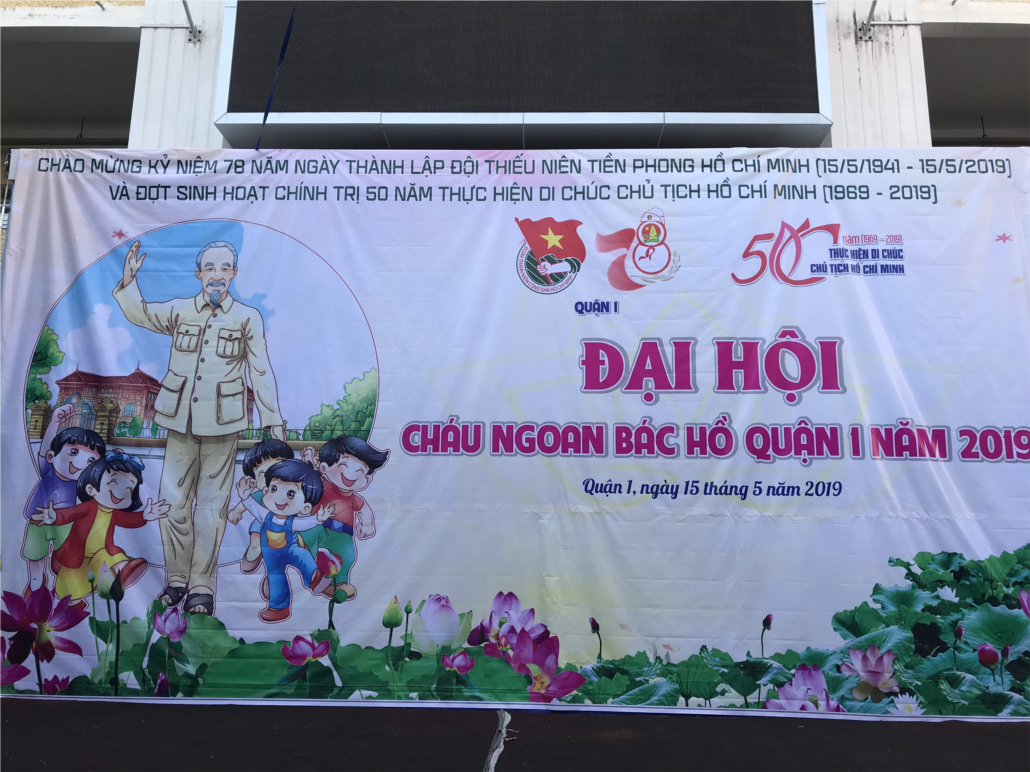 CHÀO MỪNG KỶ NIỆM 78 NĂM NGÀY THÀNH LẬP ĐỘI THIẾU NIÊN TIỀN PHONG HỒ CHÍ MINH (15/5/1941 - 15/5/2019)
VÀ ĐỢT SINH HOẠT CHÍNH TRỊ 50 NĂM THỰC HIỆN DI CHÚC CHỦ TỊCH HỒ CHÍ MINH (1969 - 2019)
78
50 năm (1969 - 2019)
THỰC HIỆN DI CHÚC
CHỦ TỊCH HỒ CHÍ MINH
QUẬN 1
ĐẠI HỘI
CHÁU NGOAN BÁC HỒ QUẬN 1 NĂM 2019
Quận 1, ngày 15 tháng 5 năm 2019